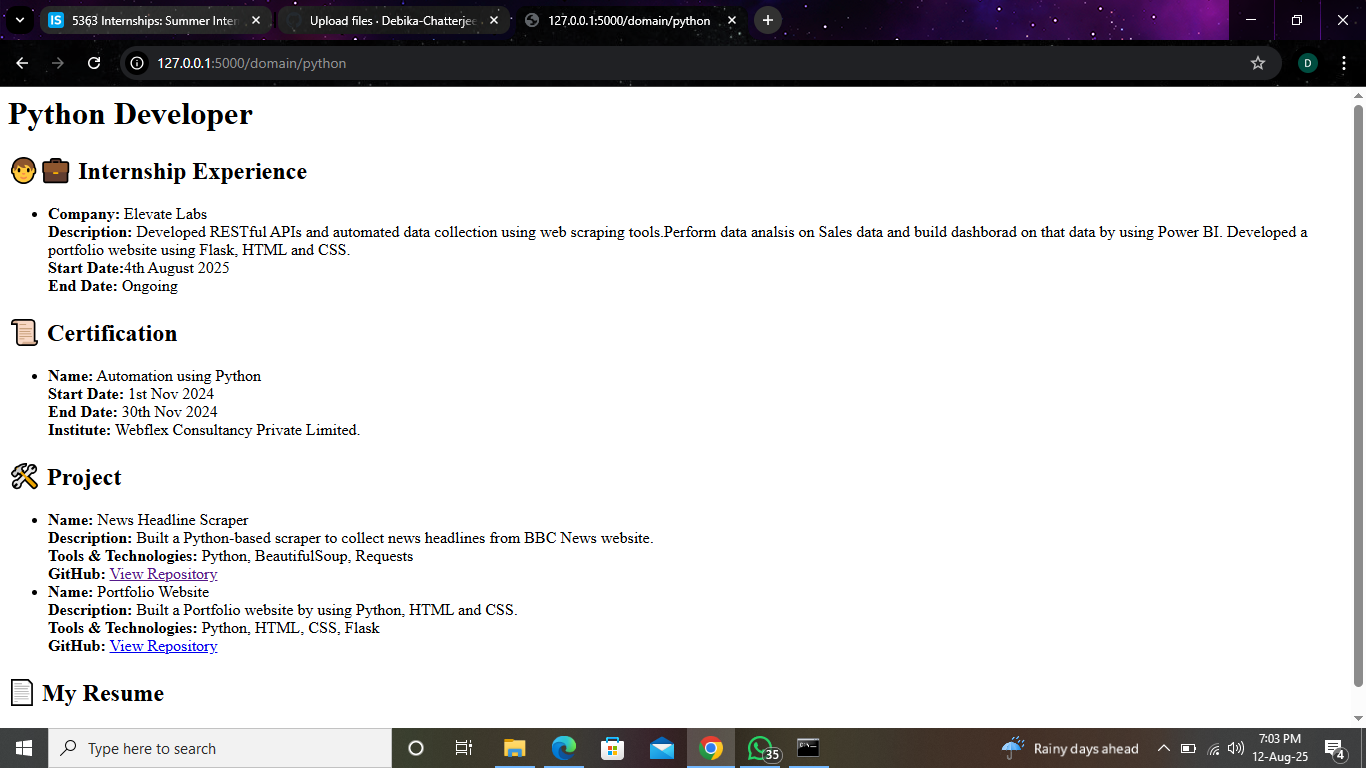 5363 Internships: Summer Inter
Upload files · Debika-Chatterjee
127.0.0.1:5000/domain/python
127.0.0.1:5000/domain/python
D
Python Developer
Internship Experience
Company: Elevate Labs
Description: Developed RESTful APIs and automated data collection using web scraping tools.Perform data analsis on Sales data and build dashborad on that data by using Power BI. Developed a
portfolio website using Flask, HTML and CSS.
Start Date:4th August 2025
End Date: Ongoing
Certification
Name: Automation using Python
Start Date: 1st Nov 2024
End Date: 30th Nov 2024
Institute: Webflex Consultancy Private Limited.
Project
Name: News Headline Scraper
Description: Built a Python-based scraper to collect news headlines from BBC News website.
Tools & Technologies: Python, BeautifulSoup, Requests
GitHub: View Repository
Name: Portfolio Website
Description: Built a Portfolio website by using Python, HTML and CSS.
Tools & Technologies: Python, HTML, CSS, Flask
GitHub: View Repository
My Resume
Type here to search
35
Rainy days ahead
7:03 PM
12-Aug-25
4